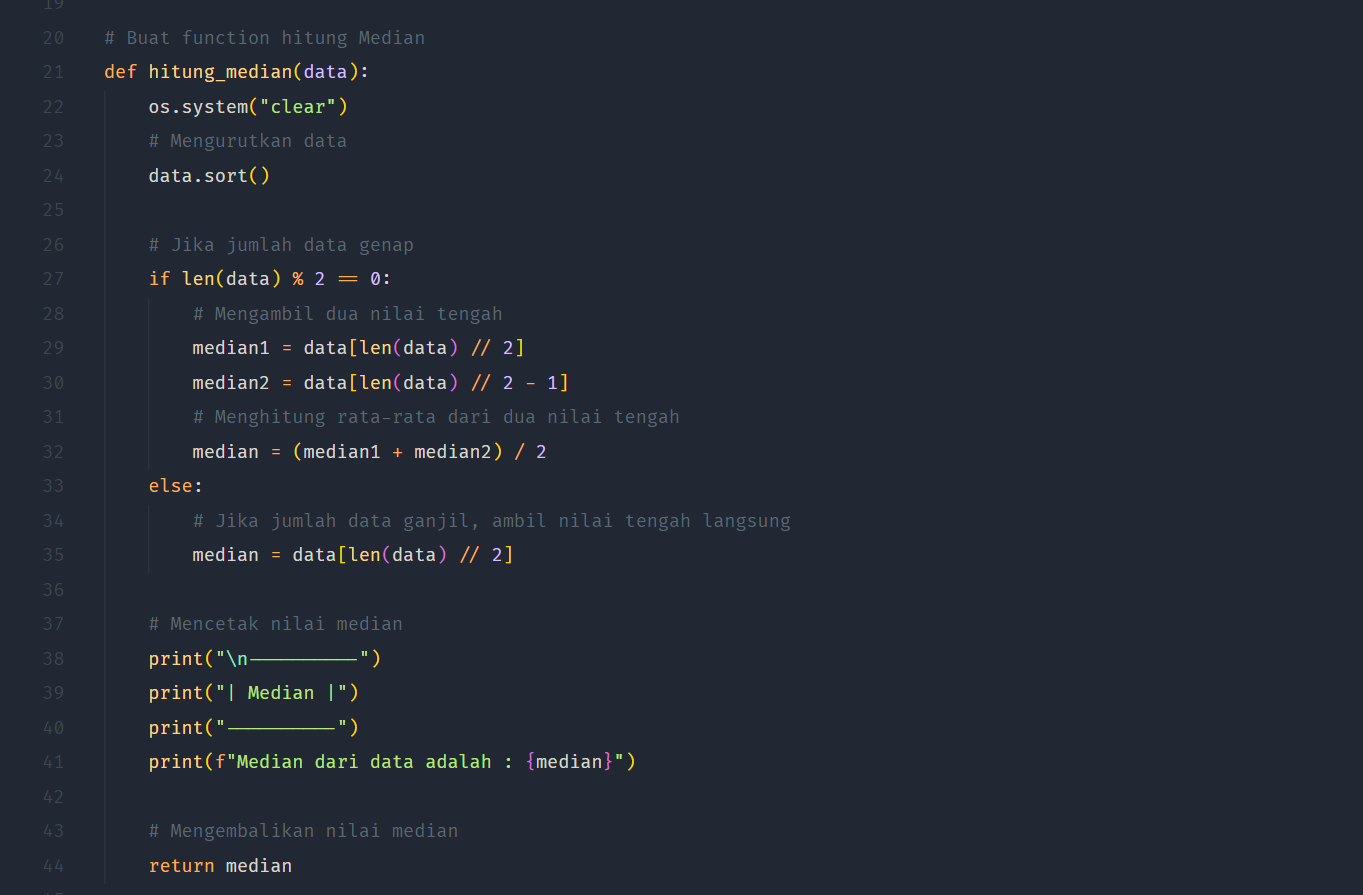 19
20 # Buat function hitung Median
21 def hitung_median(data):
22     os.system("clear")
23     # Mengurutkan data
24     data.sort()
25
26     # Jika jumlah data genap
27     if len(data) % 2 == 0:
28         # Mengambil dua nilai tengah
29         median1 = data[len(data) // 2]
30         median2 = data[len(data) // 2 - 1]
31         # Menghitung rata-rata dari dua nilai tengah
32         median = (median1 + median2) / 2
33     else:
34         # Jika jumlah data ganjil, ambil nilai tengah langsung
35         median = data[len(data) // 2]
36
37     # Mencetak nilai median
38     print("\n----------")
39     print("| Median |")
40     print("----------")
41     print(f"Median dari data adalah : {median}")
42
43     # Mengembalikan nilai median
44     return median